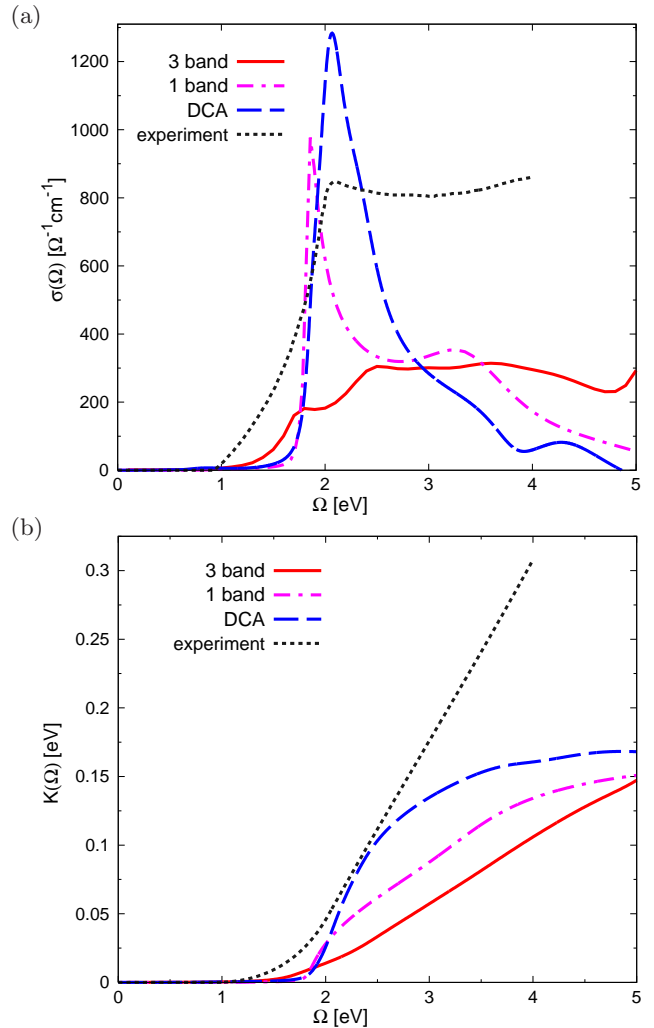 (a)
1200
1000
800
600
400
200
0
σ(Ω) [Ω⁻¹cm⁻¹]
3 band
1 band
DCA
experiment
0 1 2 3 4 5
Ω [eV]
(b)
0.3
0.25
0.2
0.15
0.1
0.05
0
K(Ω) [eV]
3 band
1 band
DCA
experiment
0 1 2 3 4 5
Ω [eV]